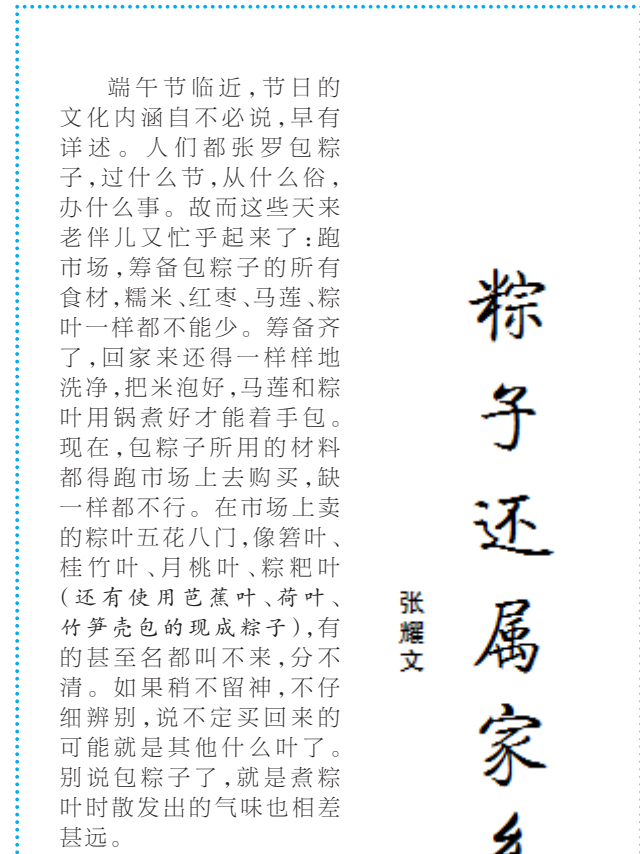 端午节临近,节日的
文化内涵自不必说,早有
详述。人们都张罗包粽
子,过什么节,从什么俗,
办什么事。故而这些天来
老伴儿又忙乎起来了:跑
市场,筹备包粽子的所有
食材,糯米、红枣、马莲、粽
叶一样都不能少。筹备齐
了,回家来还得一样样地
洗净,把米泡好,马莲和粽
叶用锅煮好才能着手包。
现在,包粽子所用的材料
都得跑市场上去购买,缺
一样都不行。在市场上卖
的粽叶五花八门,像箬叶、
桂竹叶、月桃叶、粽粑叶
(还有使用芭蕉叶、荷叶、
竹笋壳包的现成粽子),有
的甚至名都叫不来,分不
清。如果稍不留神,不仔
细辨别,说不定买回来的
可能就是其他什么叶了。
别说包粽子了,就是煮粽
叶时散发出的气味也相差
甚远。
张耀文
粽子还属家